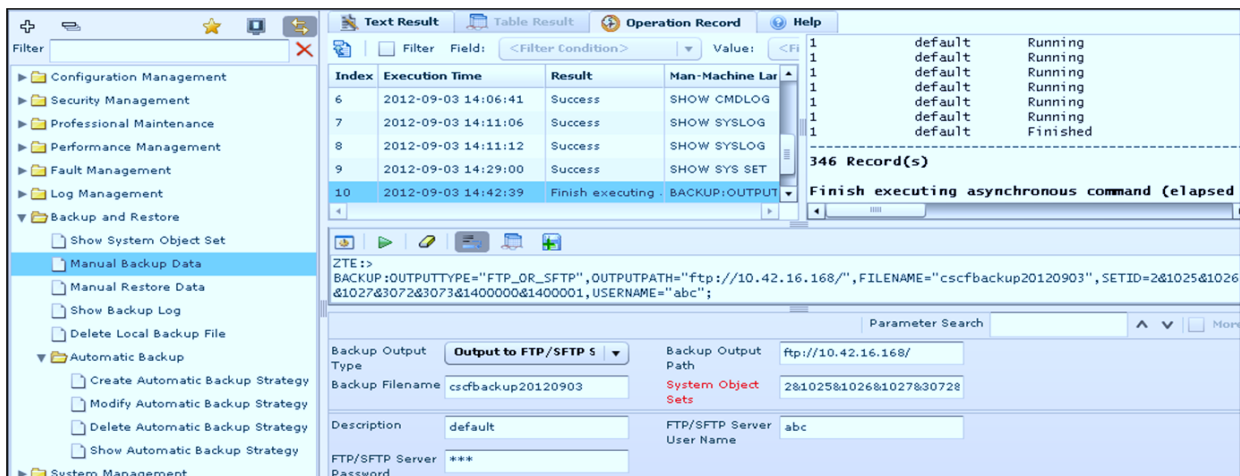 Filter
Configuration Management
Security Management
Professional Maintenance
Performance Management
Fault Management
Log Management
Backup and Restore
Show System Object Set
Manual Backup Data
Manual Restore Data
Show Backup Log
Delete Local Backup File
Automatic Backup
Create Automatic Backup Strategy
Modify Automatic Backup Strategy
Delete Automatic Backup Strategy
Show Automatic Backup Strategy
System Management
Text Result Table Result Operation Record Help
Filter Field: <Filter Condition> Value: <Fi
Index Execution Time Result Man-Machine Lan
6 2012-09-03 14:06:41 Success SHOW CMDLOG
7 2012-09-03 14:11:06 Success SHOW SYSLOG
8 2012-09-03 14:11:12 Success SHOW SYSLOG
9 2012-09-03 14:29:00 Success SHOW SYS SET
10 2012-09-03 14:42:39 Finish executing . BACKUP:OUTPUT
1 default Running
1 default Running
1 default Running
1 default Running
1 default Running
1 default Running
1 default Finished
346 Record(s)
Finish executing asynchronous command (elapsed
ZTE:>
BACKUP:OUTPUTTYPE="FTP_OR_SFTP",OUTPUTPATH="ftp://10.42.16.168/",FILENAME="cscfbackup20120903",SETID=2&1025&1026
&1027&3072&3073&1400000&1400001,USERNAME="abc";
Parameter Search More
Backup Output Type Output to FTP/SFTP S Backup Output Path ftp://10.42.16.168/
Backup Filename cscfbackup20120903 System Object Sets 2&1025&1026&1027&3072&
Description default FTP/SFTP Server User Name abc
FTP/SFTP Server Password ***